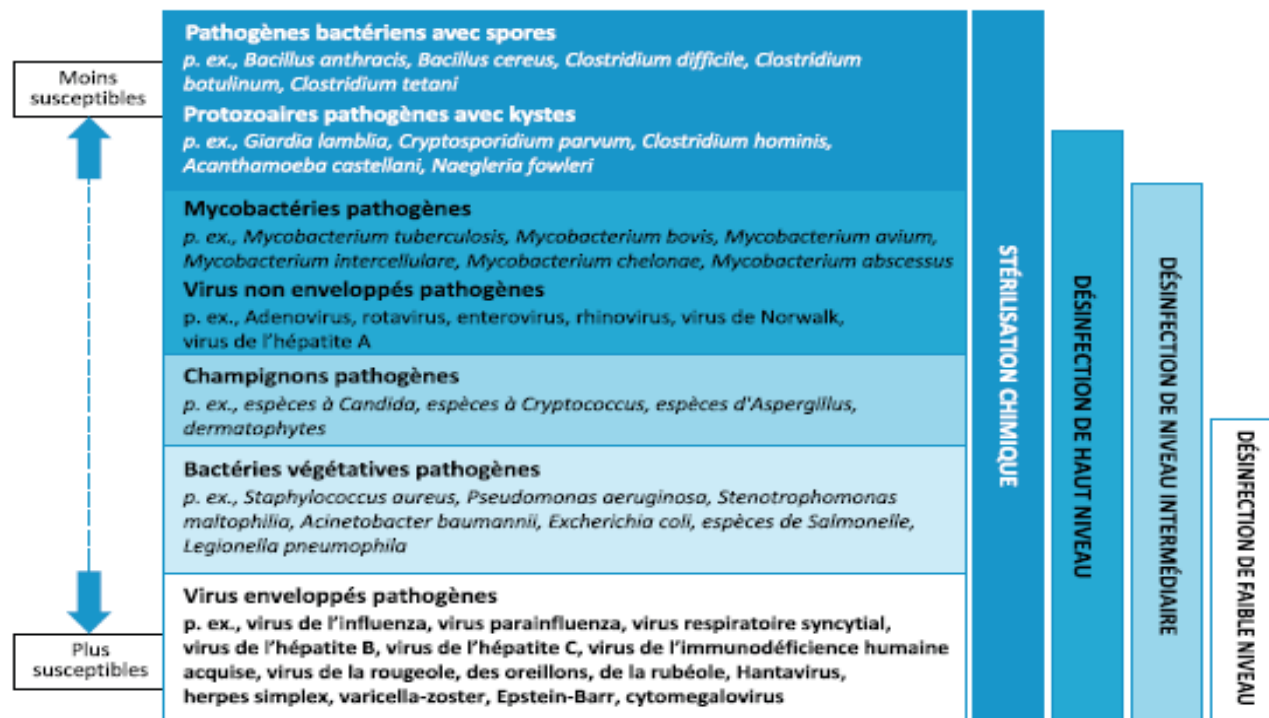 Moins
susceptibles
Plus
susceptibles
Pathogènes bactériens avec spores
p. ex., Bacillus anthracis, Bacillus cereus, Clostridium difficile, Clostridium
botulinum, Clostridium tetani
Protozoaires pathogènes avec kystes
p. ex., Giardia lamblia, Cryptosporidium parvum, Clostridium hominis,
Acanthamoeba castellani, Naegleria fowleri
Mycobactéries pathogènes
p. ex., Mycobacterium tuberculosis, Mycobacterium bovis, Mycobacterium avium,
Mycobacterium intercellulare, Mycobacterium chelonae, Mycobacterium abscessus
Virus non enveloppés pathogènes
p. ex., Adenovirus, rotavirus, enterovirus, rhinovirus, virus de Norwalk,
virus de l'hépatite A
Champignons pathogènes
p. ex., espèces à Candida, espèces à Cryptococcus, espèces d'Aspergillus,
dermatophytes
Bactéries végétatives pathogènes
p. ex., Staphylococcus aureus, Pseudomonas aeruginosa, Stenotrophomonas
maltophilia, Acinetobacter baumannii, Excherichia coli, espèces de Salmonelle,
Legionella pneumophila
Virus enveloppés pathogènes
p. ex., virus de l'influenza, virus parainfluenza, virus respiratoire syncytial,
virus de l'hépatite B, virus de l'hépatite C, virus de l'immunodéficience humaine
acquise, virus de la rougeole, des oreillons, de la rubéole, Hantavirus,
herpes simplex, varicella-zoster, Epstein-Barr, cytomegalovirus
STÉRILISATION CHIMIQUE
DÉSINFECTION DE HAUT NIVEAU
DÉSINFECTION DE NIVEAU INTERMÉDIAIRE
DÉSINFECTION DE FAIBLE NIVEAU